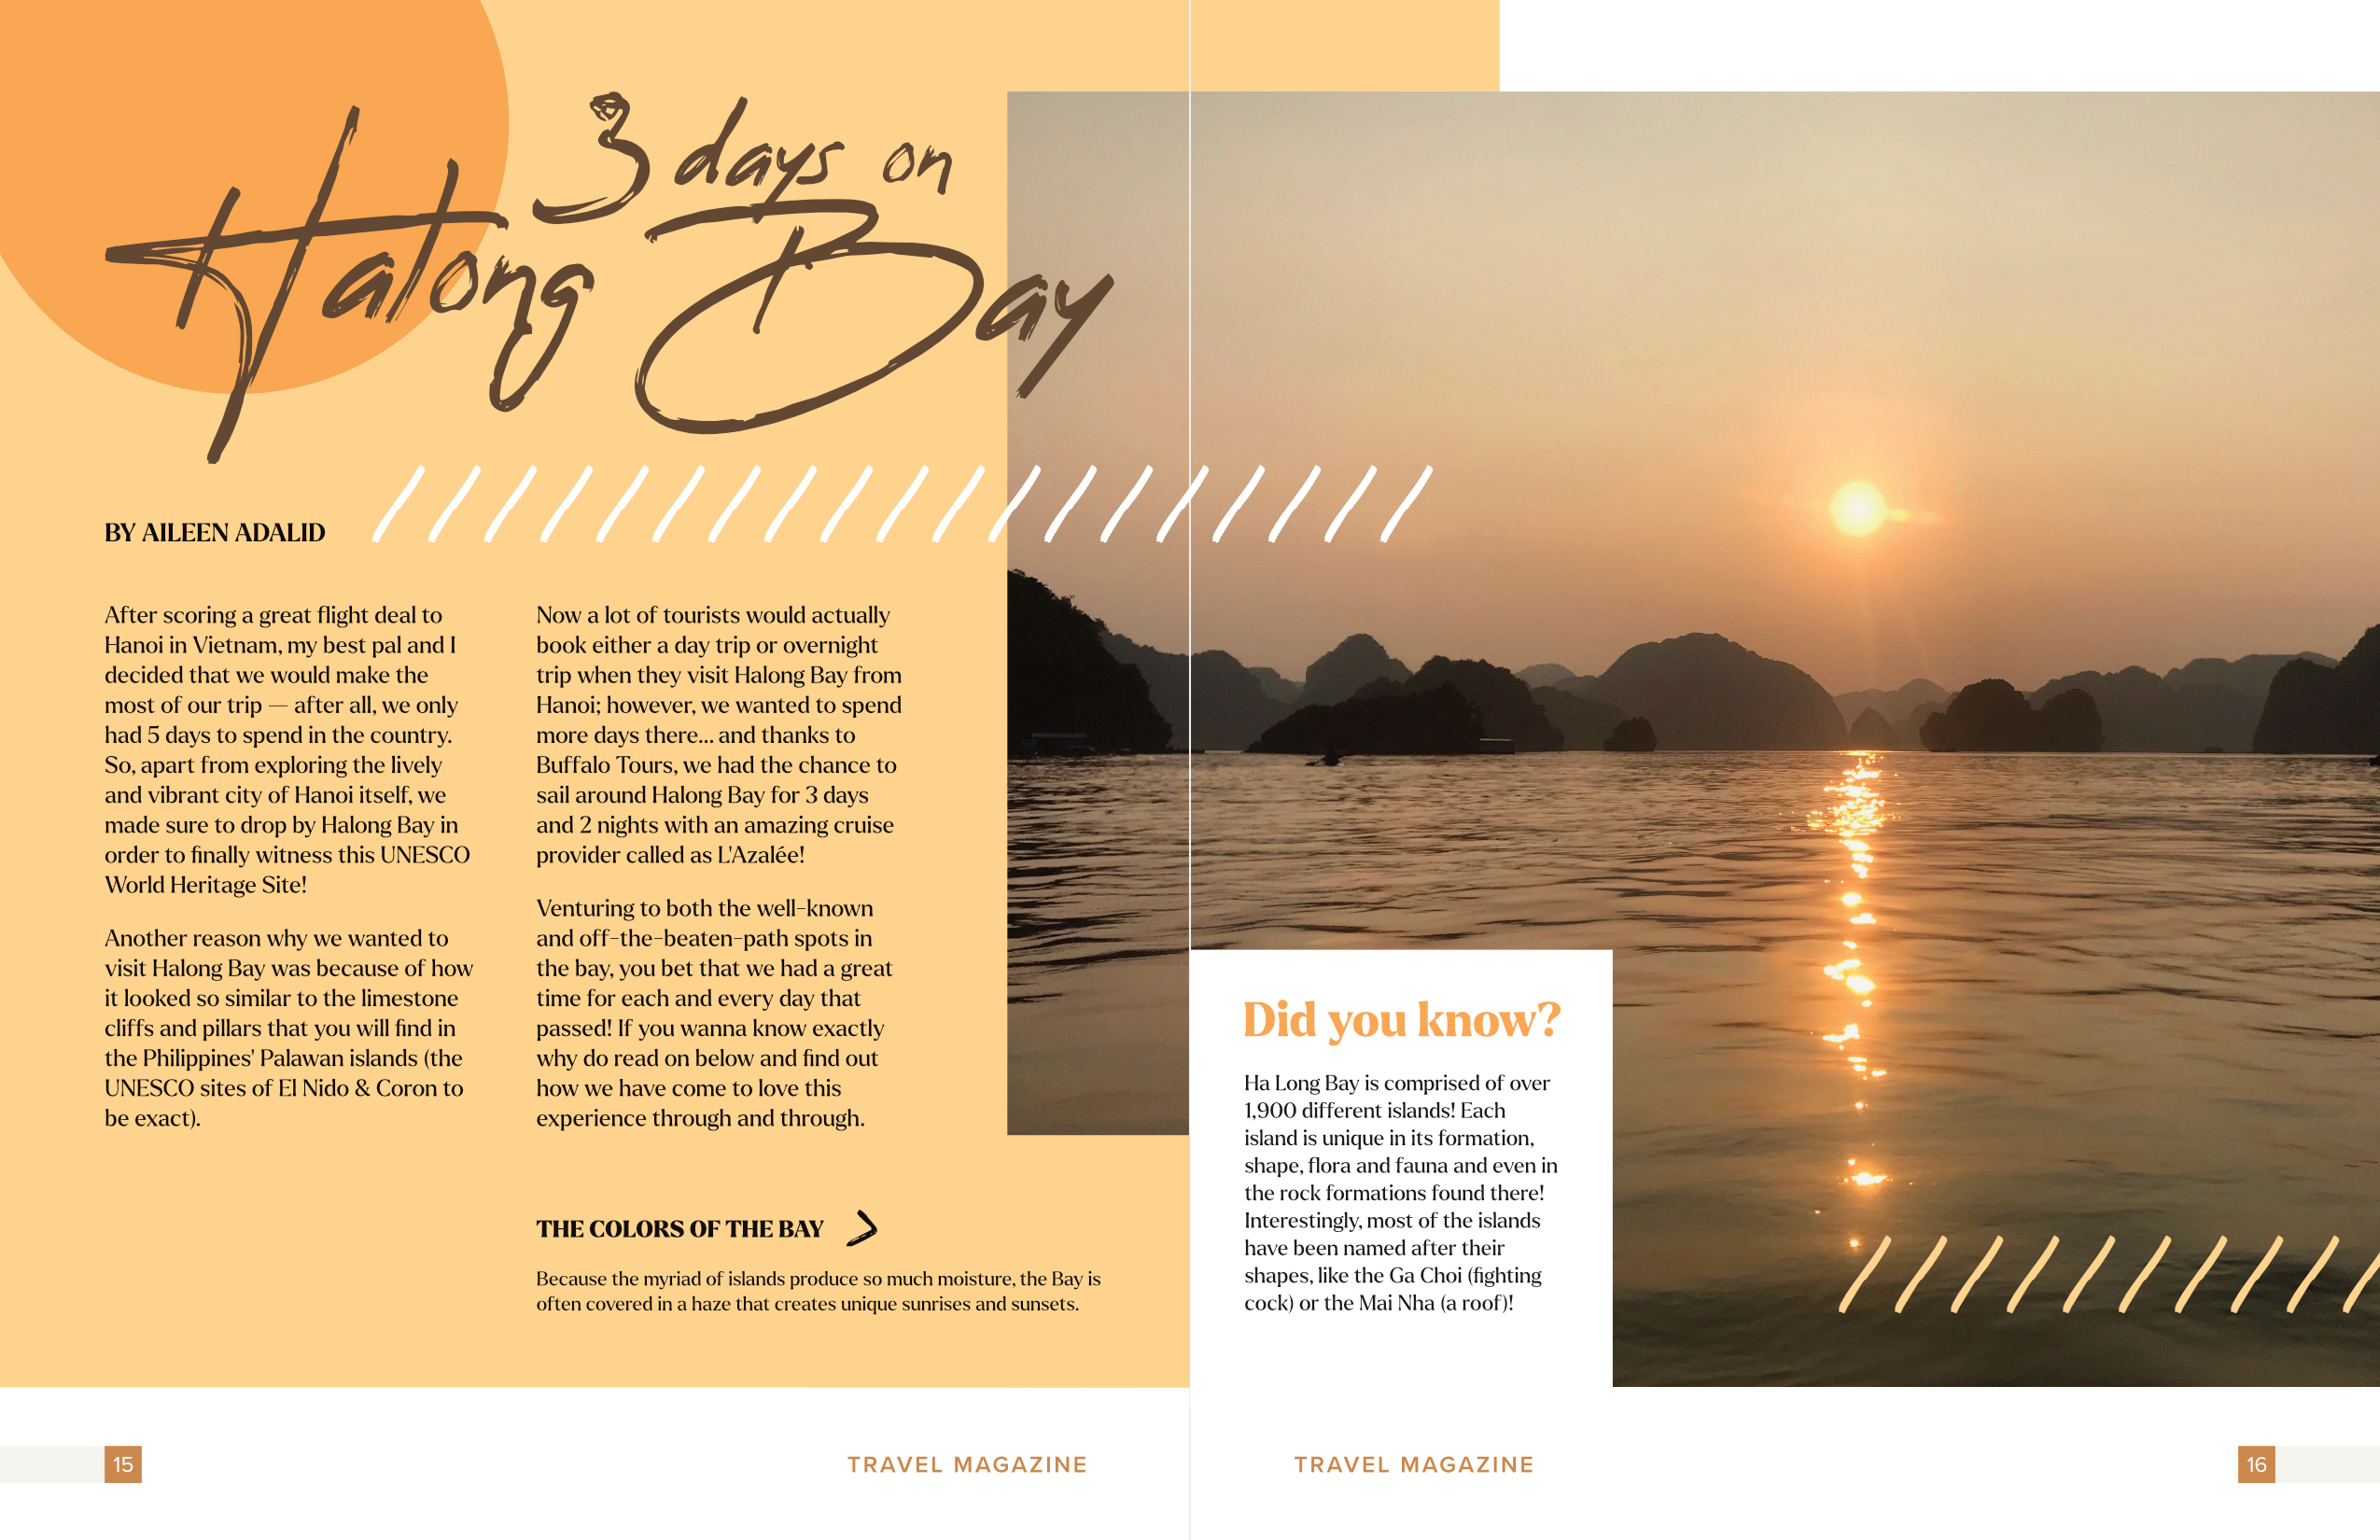 3 days on
Halong Bay
BY AILEEN ADALID
After scoring a great flight deal to
Hanoi in Vietnam, my best pal and I
decided that we would make the
most of our trip — after all, we only
had 5 days to spend in the country.
So, apart from exploring the lively
and vibrant city of Hanoi itself, we
made sure to drop by Halong Bay in
order to finally witness this UNESCO
World Heritage Site!
Another reason why we wanted to
visit Halong Bay was because of how
it looked so similar to the limestone
cliffs and pillars that you will find in
the Philippines' Palawan islands (the
UNESCO sites of El Nido & Coron to
be exact).
Now a lot of tourists would actually
book either a day trip or overnight
trip when they visit Halong Bay from
Hanoi; however, we wanted to spend
more days there... and thanks to
Buffalo Tours, we had the chance to
sail around Halong Bay for 3 days
and 2 nights with an amazing cruise
provider called as L'Azalée!
Venturing to both the well-known
and off-the-beaten-path spots in
the bay, you bet that we had a great
time for each and every day that
passed! If you wanna know exactly
why do read on below and find out
how we have come to love this
experience through and through.
THE COLORS OF THE BAY
Because the myriad of islands produce so much moisture, the Bay is
often covered in a haze that creates unique sunrises and sunsets.
Did you know?
Ha Long Bay is comprised of over
1,900 different islands! Each
island is unique in its formation,
shape, flora and fauna and even in
the rock formations found there!
Interestingly, most of the islands
have been named after their
shapes, like the Ga Choi (fighting
cock) or the Mai Nha (a roof)!
15
TRAVEL MAGAZINE
TRAVEL MAGAZINE
16